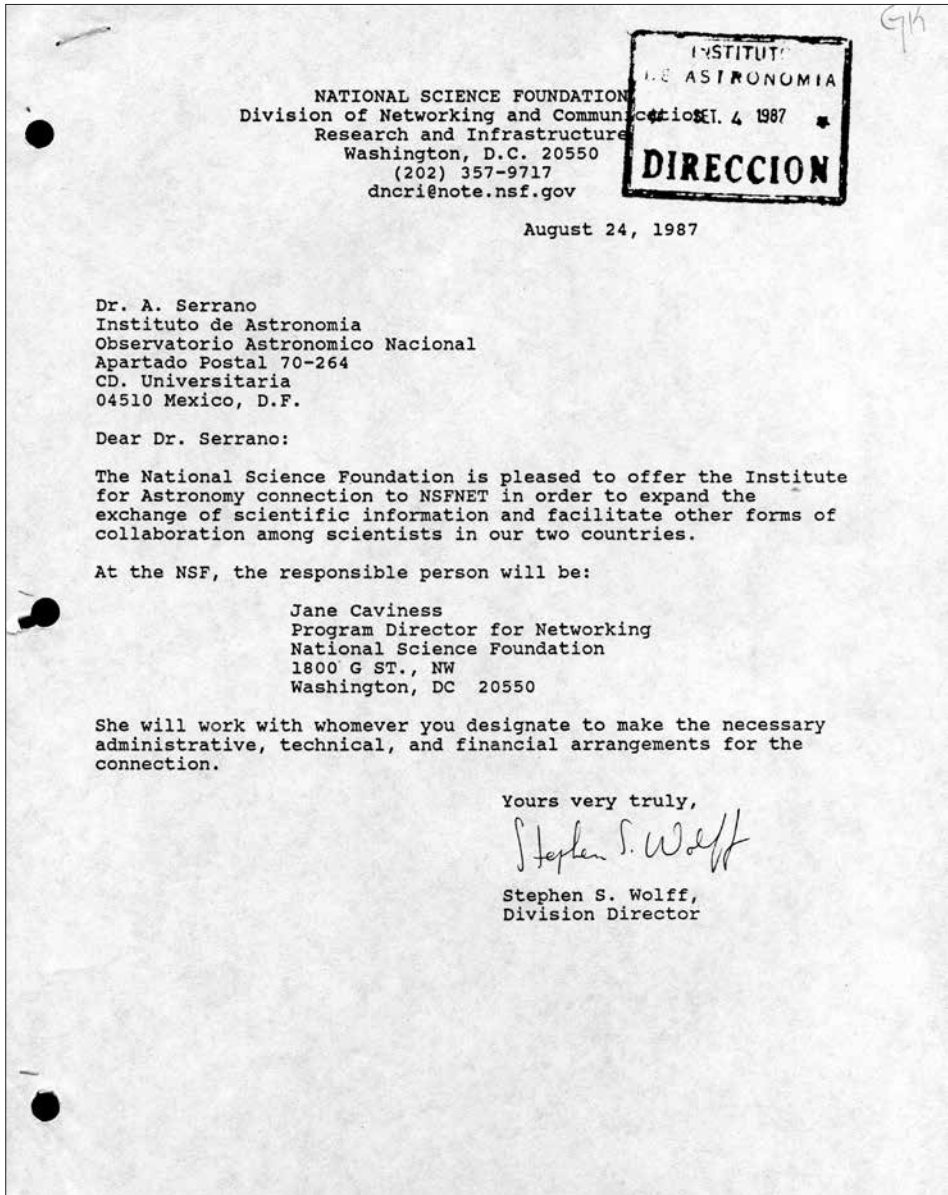 GK
INSTITUTO
DE ASTRONOMIA
SET. 4 1987
DIRECCION
NATIONAL SCIENCE FOUNDATION
Division of Networking and Communications
Research and Infrastructure
Washington, D.C. 20550
(202) 357-9717
dncri@note.nsf.gov
August 24, 1987
Dr. A. Serrano
Instituto de Astronomia
Observatorio Astronomico Nacional
Apartado Postal 70-264
CD. Universitaria
04510 Mexico, D.F.
Dear Dr. Serrano:
The National Science Foundation is pleased to offer the Institute
for Astronomy connection to NSFNET in order to expand the
exchange of scientific information and facilitate other forms of
collaboration among scientists in our two countries.
At the NSF, the responsible person will be:
Jane Caviness
Program Director for Networking
National Science Foundation
1800 G ST., NW
Washington, DC  20550
She will work with whomever you designate to make the necessary
administrative, technical, and financial arrangements for the
connection.
Yours very truly,
Stephen S. Wolff
Stephen S. Wolff,
Division Director